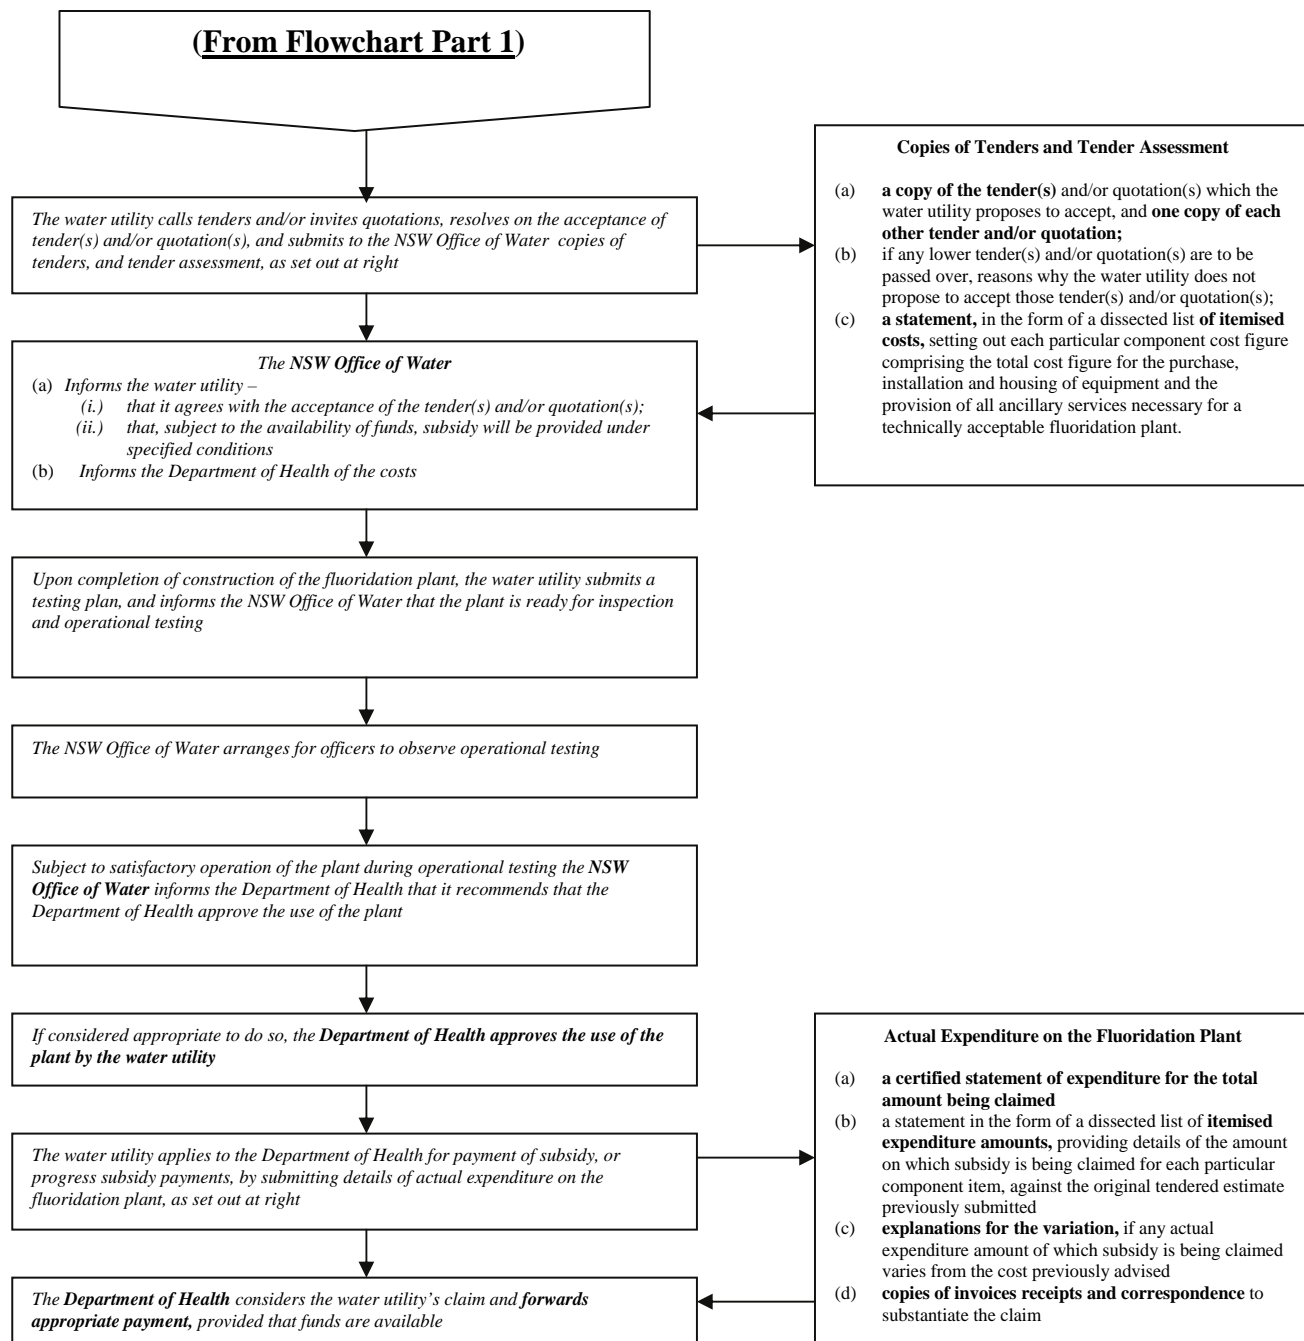 (From Flowchart Part 1)
The water utility calls tenders and/or invites quotations, resolves on the acceptance of
tender(s) and/or quotation(s), and submits to the NSW Office of Water copies of
tenders, and tender assessment, as set out at right
Copies of Tenders and Tender Assessment
(a) a copy of the tender(s) and/or quotation(s) which the
water utility proposes to accept, and one copy of each
other tender and/or quotation;
(b) if any lower tender(s) and/or quotation(s) are to be
passed over, reasons why the water utility does not
propose to accept those tender(s) and/or quotation(s);
(c) a statement, in the form of a dissected list of itemised
costs, setting out each particular component cost figure
comprising the total cost figure for the purchase,
installation and housing of equipment and the
provision of all ancillary services necessary for a
technically acceptable fluoridation plant.
The NSW Office of Water
(a) Informs the water utility –
(i.) that it agrees with the acceptance of the tender(s) and/or quotation(s);
(ii.) that, subject to the availability of funds, subsidy will be provided under
specified conditions
(b) Informs the Department of Health of the costs
Upon completion of construction of the fluoridation plant, the water utility submits a
testing plan, and informs the NSW Office of Water that the plant is ready for inspection
and operational testing
The NSW Office of Water arranges for officers to observe operational testing
Subject to satisfactory operation of the plant during operational testing the NSW
Office of Water informs the Department of Health that it recommends that the
Department of Health approve the use of the plant
If considered appropriate to do so, the Department of Health approves the use of the
plant by the water utility
The water utility applies to the Department of Health for payment of subsidy, or
progress subsidy payments, by submitting details of actual expenditure on the
fluoridation plant, as set out at right
Actual Expenditure on the Fluoridation Plant
(a) a certified statement of expenditure for the total
amount being claimed
(b) a statement in the form of a dissected list of itemised
expenditure amounts, providing details of the amount
on which subsidy is being claimed for each particular
component item, against the original tendered estimate
previously submitted
(c) explanations for the variation, if any actual
expenditure amount of which subsidy is being claimed
varies from the cost previously advised
(d) copies of invoices receipts and correspondence to
substantiate the claim
The Department of Health considers the water utility's claim and forwards
appropriate payment, provided that funds are available